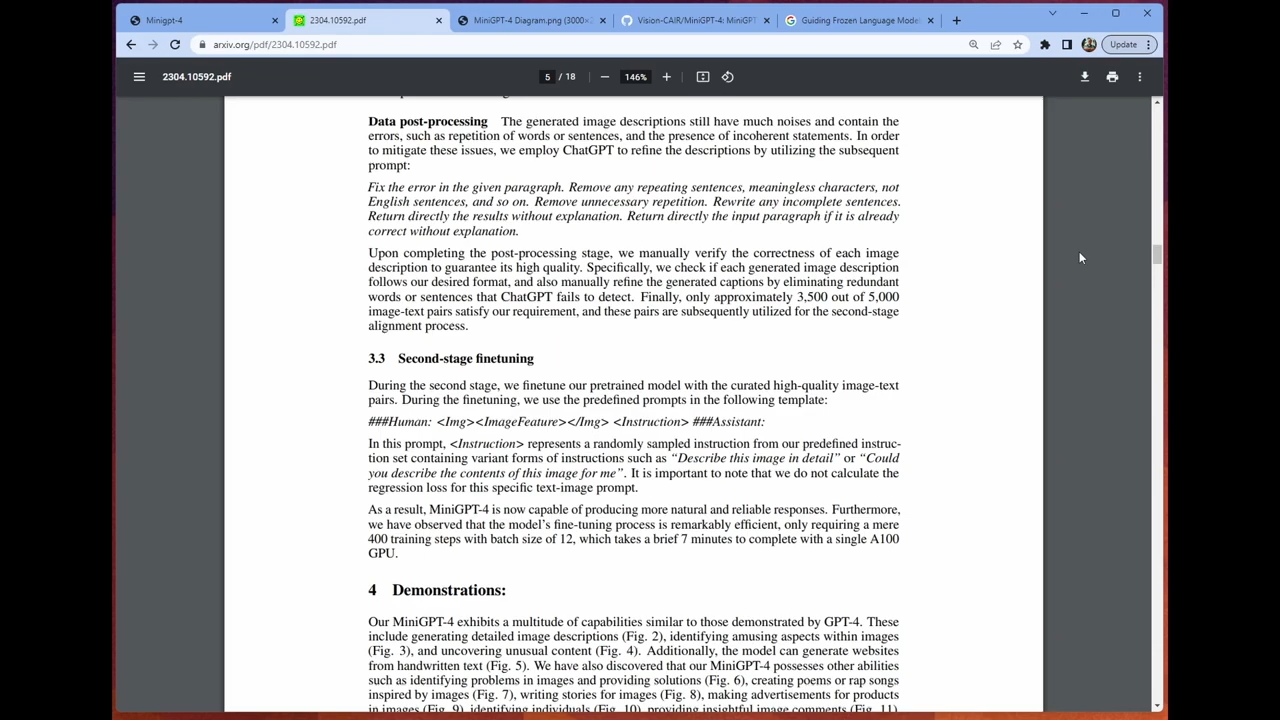 Minigpt-4
2304.10592.pdf
MiniGPT-4 Diagram.png (3000×2
Vision-CAIR/MiniGPT-4: MiniGPT
Guiding Frozen Language Model
arxiv.org/pdf/2304.10592.pdf
Update
2304.10592.pdf
5 / 18
146%
Data post-processing The generated image descriptions still have much noises and contain the
errors, such as repetition of words or sentences, and the presence of incoherent statements. In order
to mitigate these issues, we employ ChatGPT to refine the descriptions by utilizing the subsequent
prompt:
Fix the error in the given paragraph. Remove any repeating sentences, meaningless characters, not
English sentences, and so on. Remove unnecessary repetition. Rewrite any incomplete sentences.
Return directly the results without explanation. Return directly the input paragraph if it is already
correct without explanation.
Upon completing the post-processing stage, we manually verify the correctness of each image
description to guarantee its high quality. Specifically, we check if each generated image description
follows our desired format, and also manually refine the generated captions by eliminating redundant
words or sentences that ChatGPT fails to detect. Finally, only approximately 3,500 out of 5,000
image-text pairs satisfy our requirement, and these pairs are subsequently utilized for the second-stage
alignment process.
3.3 Second-stage finetuning
During the second stage, we finetune our pretrained model with the curated high-quality image-text
pairs. During the finetuning, we use the predefined prompts in the following template:
###Human: <Img><ImageFeature></Img> <Instruction> ###Assistant:
In this prompt, <Instruction> represents a randomly sampled instruction from our predefined instruc-
tion set containing variant forms of instructions such as “Describe this image in detail” or “Could
you describe the contents of this image for me”. It is important to note that we do not calculate the
regression loss for this specific text-image prompt.
As a result, MiniGPT-4 is now capable of producing more natural and reliable responses. Furthermore,
we have observed that the model’s fine-tuning process is remarkably efficient, only requiring a mere
400 training steps with batch size of 12, which takes a brief 7 minutes to complete with a single A100
GPU.
4 Demonstrations:
Our MiniGPT-4 exhibits a multitude of capabilities similar to those demonstrated by GPT-4. These
include generating detailed image descriptions (Fig. 2), identifying amusing aspects within images
(Fig. 3), and uncovering unusual content (Fig. 4). Additionally, the model can generate websites
from handwritten text (Fig. 5). We have also discovered that our MiniGPT-4 possesses other abilities
such as identifying problems in images and providing solutions (Fig. 6), creating poems or rap songs
inspired by images (Fig. 7), writing stories for images (Fig. 8), making advertisements for products
in images (Fig. 9), identifying individuals (Fig. 10), providing insightful image comments (Fig. 11)